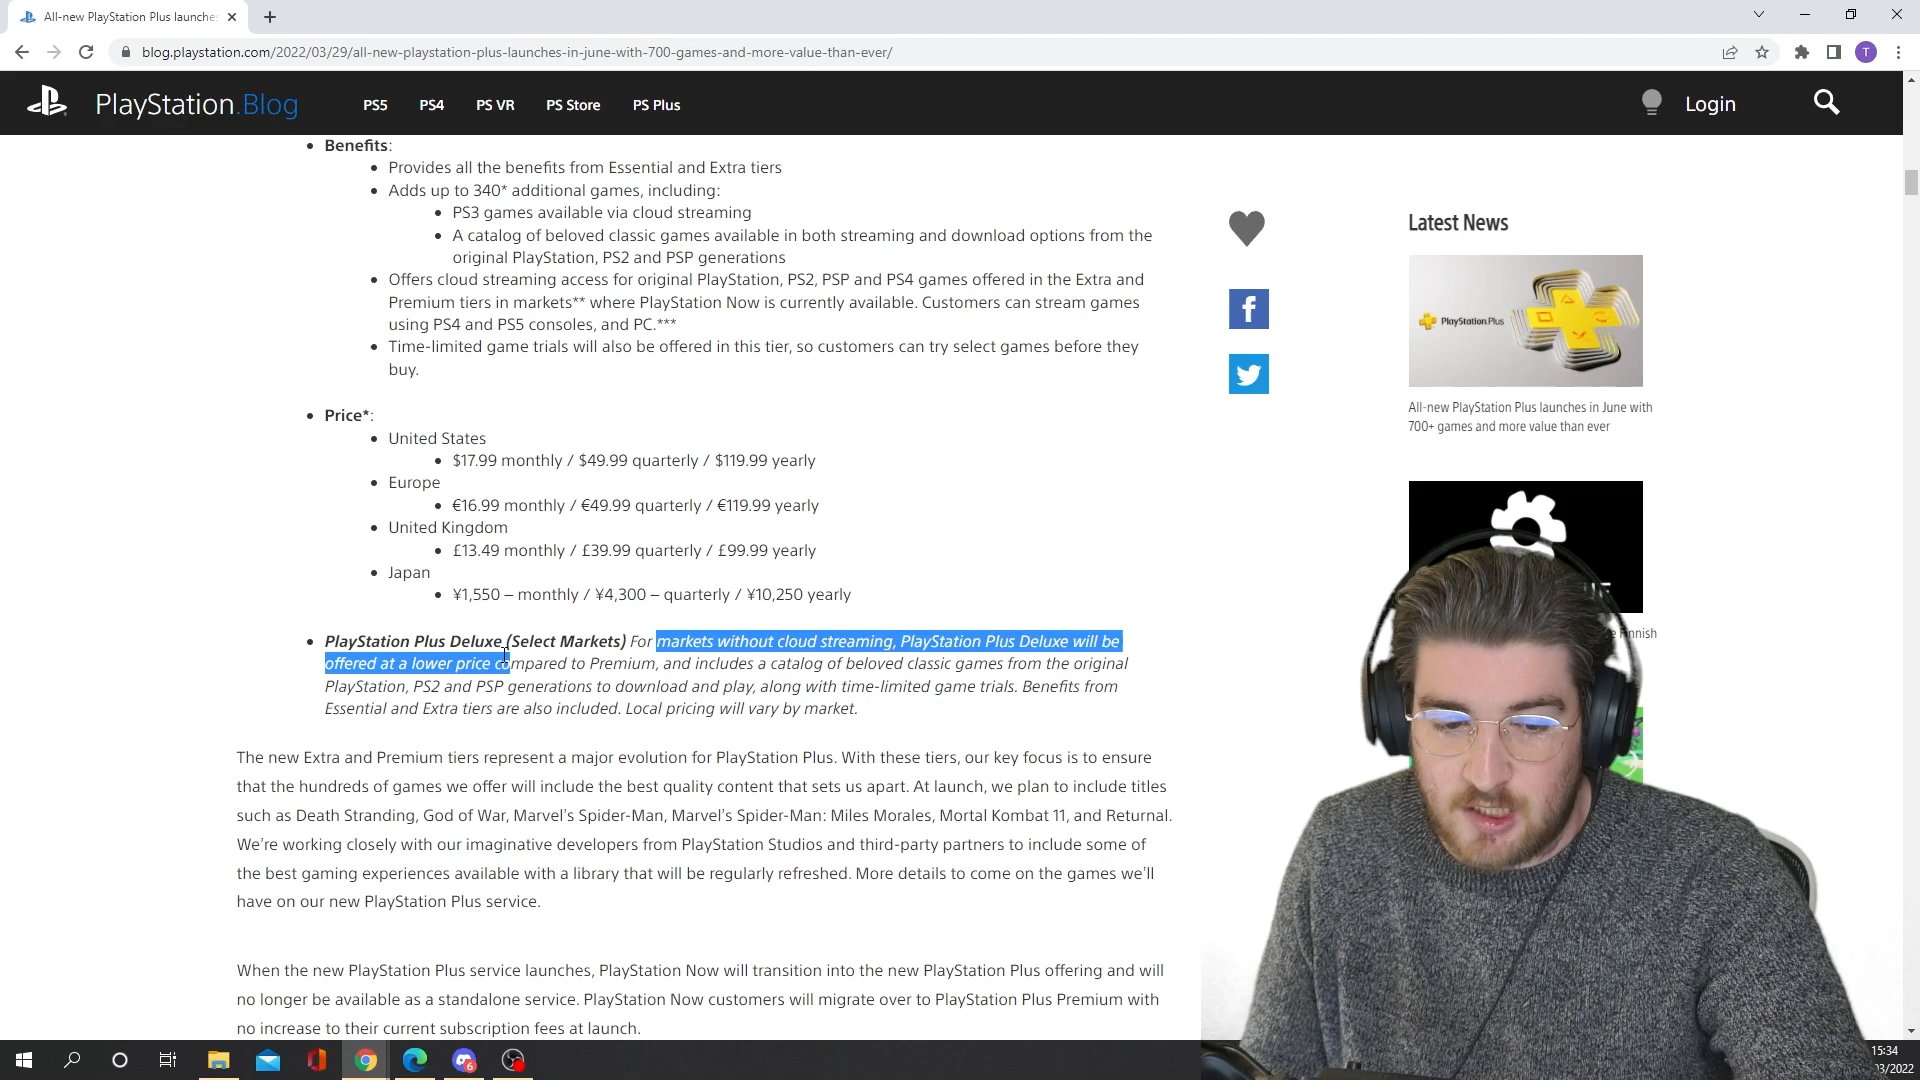 All-new PlayStation Plus launches
blog.playstation.com/2022/03/29/all-new-playstation-plus-launches-in-june-with-700-games-and-more-value-than-ever/
T
PlayStation.Blog PS5 PS4 PS VR PS Store PS Plus Login
Benefits:
Provides all the benefits from Essential and Extra tiers
Adds up to 340* additional games, including:
PS3 games available via cloud streaming
A catalog of beloved classic games available in both streaming and download options from the
original PlayStation, PS2 and PSP generations
Offers cloud streaming access for original PlayStation, PS2, PSP and PS4 games offered in the Extra and
Premium tiers in markets** where PlayStation Now is currently available. Customers can stream games
using PS4 and PS5 consoles, and PC.***
Time-limited game trials will also be offered in this tier, so customers can try select games before they
buy.
Price*:
United States
$17.99 monthly / $49.99 quarterly / $119.99 yearly
Europe
€16.99 monthly / €49.99 quarterly / €119.99 yearly
United Kingdom
£13.49 monthly / £39.99 quarterly / £99.99 yearly
Japan
¥1,550 – monthly / ¥4,300 – quarterly / ¥10,250 yearly
PlayStation Plus Deluxe (Select Markets) For markets without cloud streaming, PlayStation Plus Deluxe will be
offered at a lower price compared to Premium, and includes a catalog of beloved classic games from the original
PlayStation, PS2 and PSP generations to download and play, along with time-limited game trials. Benefits from
Essential and Extra tiers are also included. Local pricing will vary by market.
The new Extra and Premium tiers represent a major evolution for PlayStation Plus. With these tiers, our key focus is to ensure
that the hundreds of games we offer will include the best quality content that sets us apart. At launch, we plan to include titles
such as Death Stranding, God of War, Marvel's Spider-Man, Marvel's Spider-Man: Miles Morales, Mortal Kombat 11, and Returnal.
We're working closely with our imaginative developers from PlayStation Studios and third-party partners to include some of
the best gaming experiences available with a library that will be regularly refreshed. More details to come on the games we'll
have on our new PlayStation Plus service.
When the new PlayStation Plus service launches, PlayStation Now will transition into the new PlayStation Plus offering and will
no longer be available as a standalone service. PlayStation Now customers will migrate over to PlayStation Plus Premium with
no increase to their current subscription fees at launch.
Latest News
PlayStation.Plus
All-new PlayStation Plus launches in June with
700+ games and more value than ever
Finnish
6
15:34
03/2022